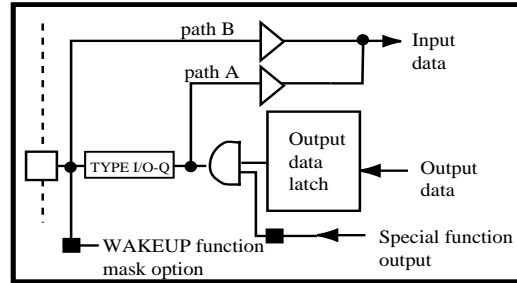 path B
Input
data
path A
TYPE I/O-Q
Output
data
latch
Output
data
WAKEUP function
mask option
Special function
output